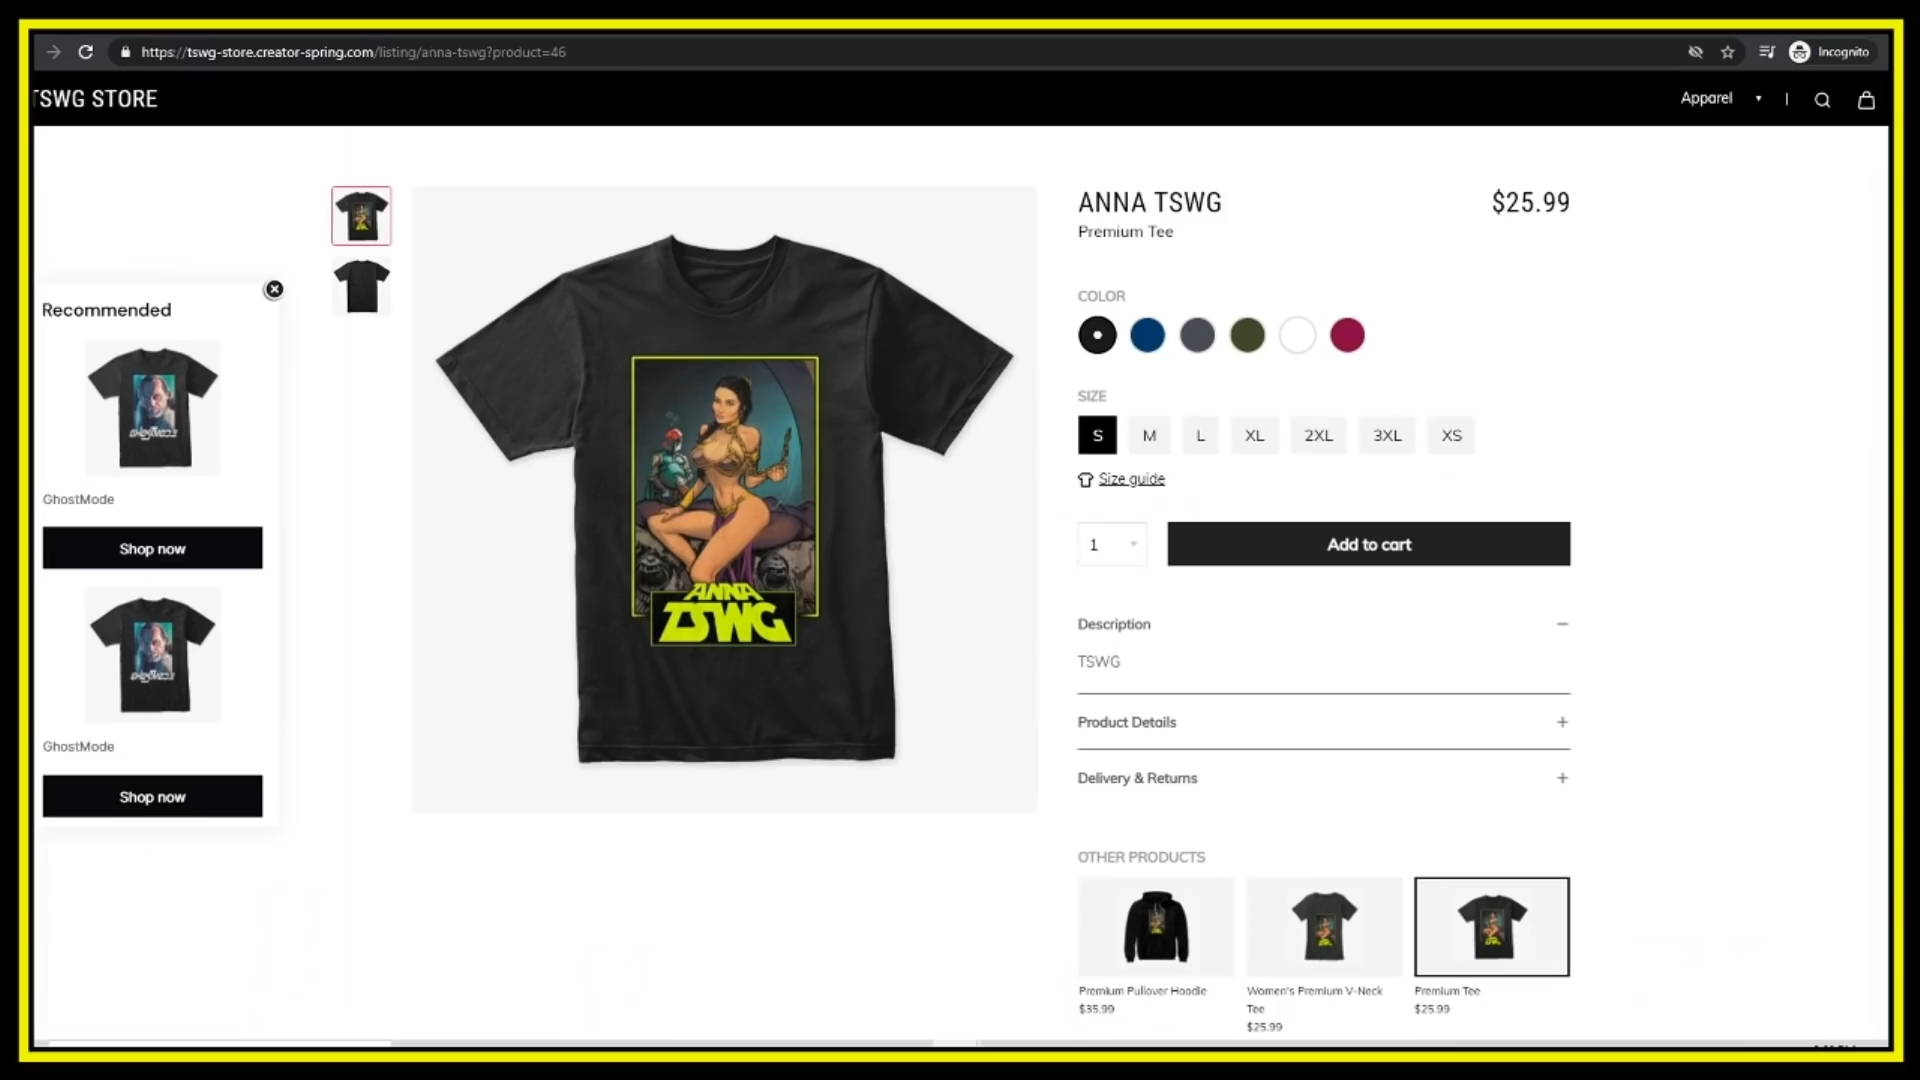 https://tswg-store.creator-spring.com/listing/anna-tswg?product=46
Incognito
TSWG STORE
Apparel
Recommended
GhostMode
Shop now
GhostMode
Shop now
ANNA
TSWG
ANNA TSWG
$25.99
Premium Tee
COLOR
SIZE
S M L XL 2XL 3XL XS
Size guide
1
Add to cart
Description
TSWG
Product Details
Delivery & Returns
OTHER PRODUCTS
Premium Pullover Hoodie
$35.99
Women's Premium V-Neck
Tee
$25.99
Premium Tee
$25.99